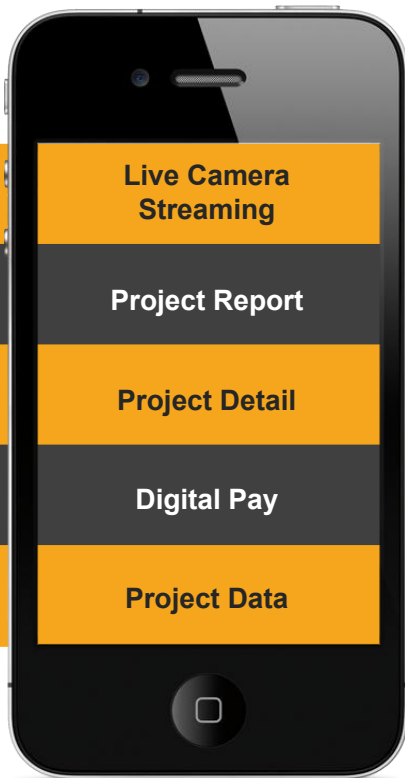 Live Camera
Streaming
Project Report
Project Detail
Digital Pay
Project Data